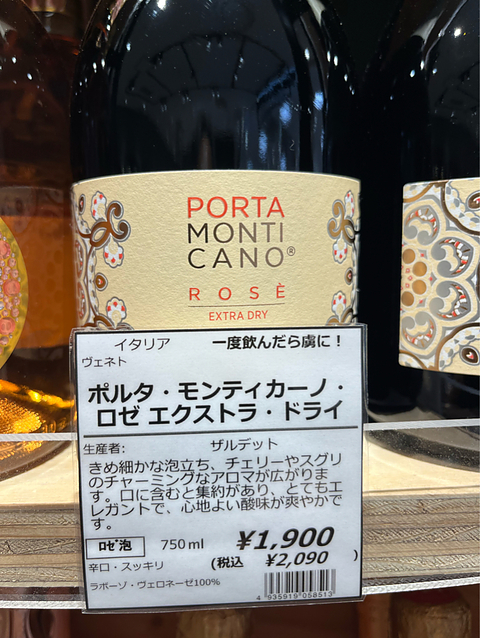 PORTA
MONTI
CANO®
ROSÈ
EXTRA DRY
イタリア 一度飲んだら虜に!
ヴェネト
ポルタ・モンティカーノ・
ロゼ エクストラ・ドライ
生産者: ザルデット
きめ細かな泡立ち、チェリーやスグリ
のチャーミングなアロマが広がりま
す。口に含むと集約があり、とてもエ
レガントで、心地よい酸味が爽やかで
す。
ロゼ泡 750ml ¥1,900
辛口・スッキリ (税込 ¥2,090 )
ラボーソ・ヴェロネーゼ100%
4 935919 058513